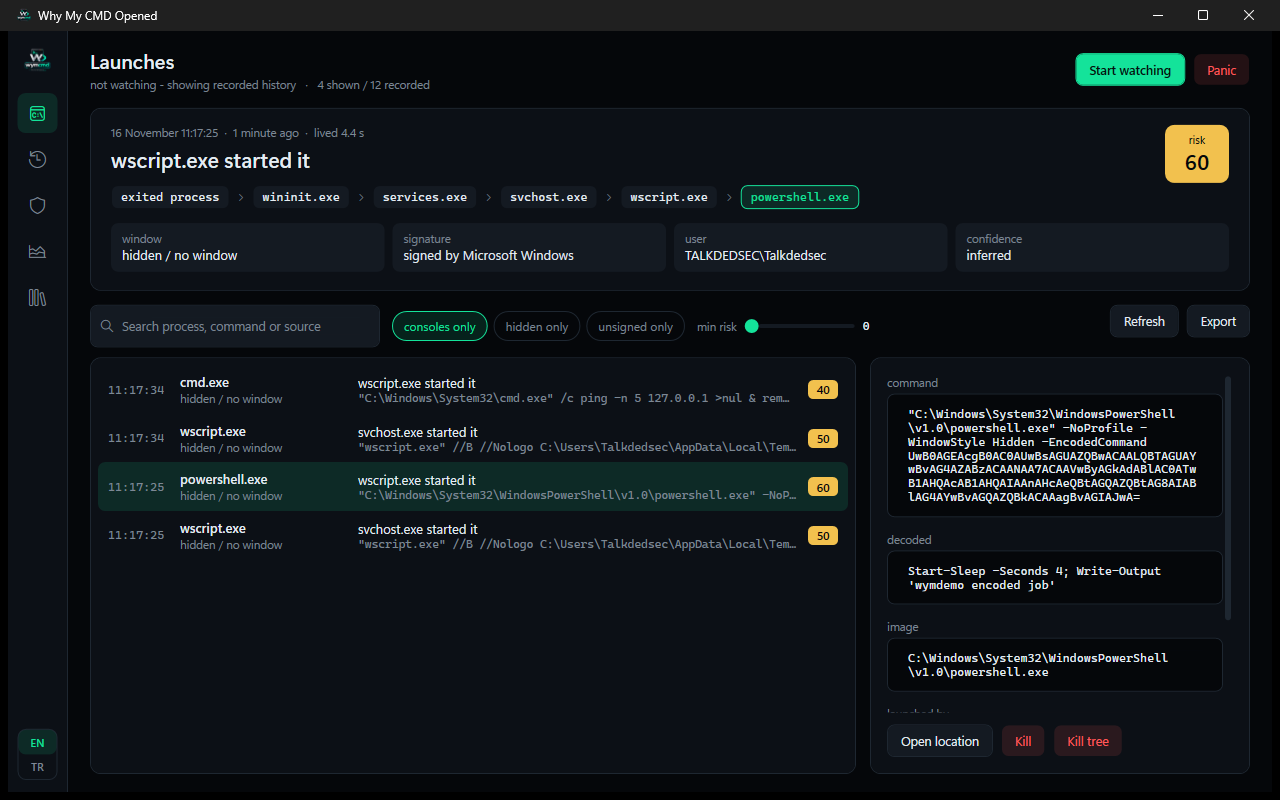 Why My CMD Opened
wymcmd
Launches
not watching - showing recorded history · 4 shown / 12 recorded
Start watching
Panic
16 November 11:17:25 · 1 minute ago · lived 4.4 s
wscript.exe started it
risk
60
exited process › wininit.exe › services.exe › svchost.exe › wscript.exe › powershell.exe
window
hidden / no window
signature
signed by Microsoft Windows
user
TALKDEDSEC\Talkdedsec
confidence
inferred
Search process, command or source
consoles only
hidden only
unsigned only
min risk
0
Refresh
Export
11:17:34
cmd.exe
hidden / no window
wscript.exe started it
"C:\Windows\System32\cmd.exe" /c ping -n 5 127.0.0.1 >nul & rem…
40
11:17:34
wscript.exe
hidden / no window
svchost.exe started it
"wscript.exe" //B //Nologo C:\Users\Talkdedsec\AppData\Local\Tem…
50
11:17:25
powershell.exe
hidden / no window
wscript.exe started it
"C:\Windows\System32\WindowsPowerShell\v1.0\powershell.exe" -NoP…
60
11:17:25
wscript.exe
hidden / no window
svchost.exe started it
"wscript.exe" //B //Nologo C:\Users\Talkdedsec\AppData\Local\Tem…
50
command
"C:\Windows\System32\WindowsPowerShell
\v1.0\powershell.exe" -NoProfile -
WindowStyle Hidden -EncodedCommand
UwB0AGEAcgB0AC0AUwBsAGUAZQBwACAALQBTAGUAY
wBvAG4AZABzACAANAA7ACAAVwByAGkAdABlAC0ATw
B1AHQAcAB1AHQAIAAnAHcAeQBtAGQAZQBtAG8AIAB
lAG4AYwBvAGQAZQBkACAAagBvAGIAJwA=
decoded
Start-Sleep -Seconds 4; Write-Output
'wymdemo encoded job'
image
C:\Windows\System32\WindowsPowerShell
\v1.0\powershell.exe
launched by
Open location
Kill
Kill tree
EN
TR